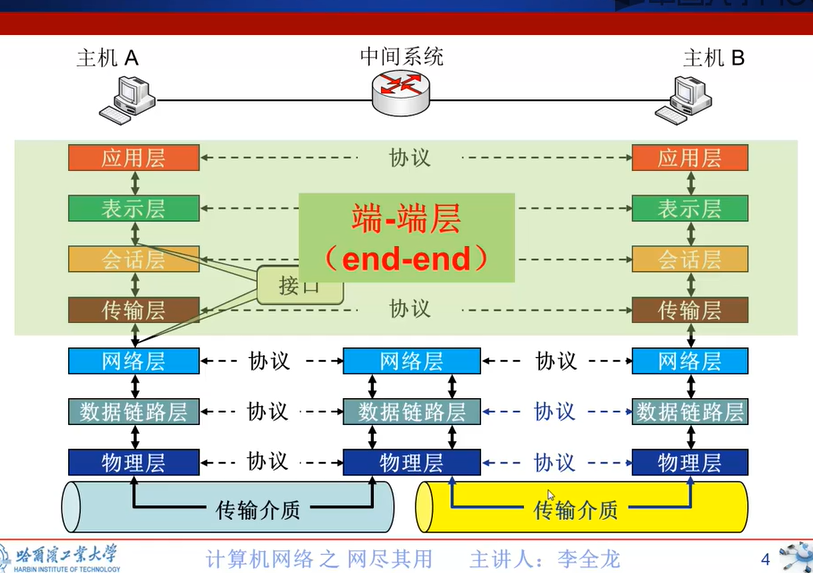 主机 A
中间系统
主机 B
应用层
协议
应用层
表示层
表示层
端-端层
（end-end）
会话层
会话层
接口
传输层
协议
传输层
网络层
协议
网络层
协议
网络层
数据链路层
协议
数据链路层
协议
数据链路层
物理层
协议
物理层
协议
物理层
传输介质
传输介质
哈爾濱工業大學
HARBIN INSTITUTE OF TECHNOLOGY
计算机网络 之 网尽其用
主讲人：李全龙
4